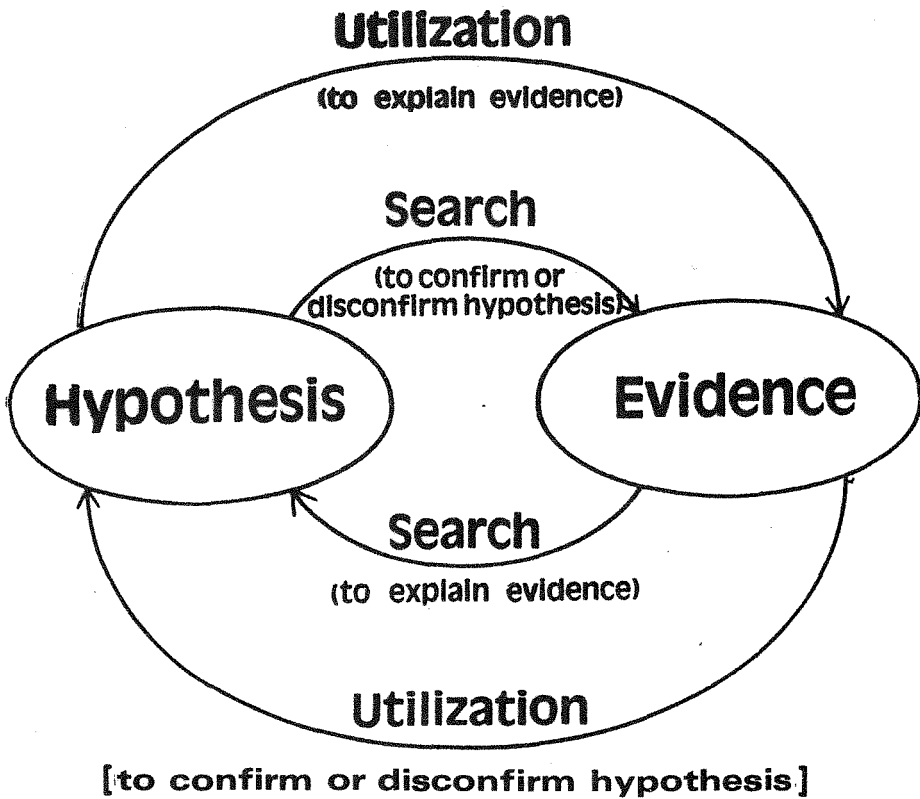 Utilization
(to explain evidence)
Search
(to confirm or
disconfirm hypothesis)
Hypothesis
Evidence
Search
(to explain evidence)
Utilization
[to confirm or disconfirm hypothesis]